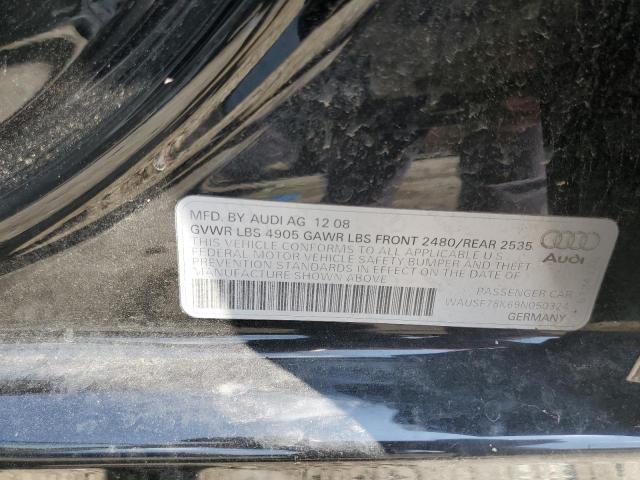 MFD. BY AUDI AG 12 08
GVWR LBS 4905 GAWR LBS FRONT 2480/REAR 2535
THIS VEHICLE CONFORMS TO ALL APPLICABLE U S
FEDERAL MOTOR VEHICLE SAFETY BUMPER AND THEFT
PREVENTION STANDARDS IN EFFECT ON THE DATE OF
MANUFACTURE SHOWN ABOVE
Audi
PASSENGER CAR
WAUSF78K69N050324
GERMANY